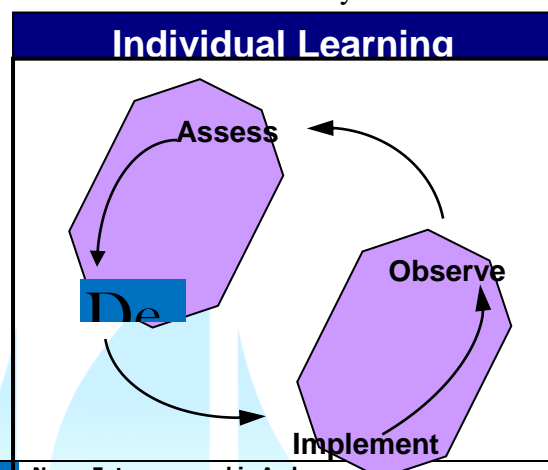 Individual Learning
Assess
Observe
De
Implement